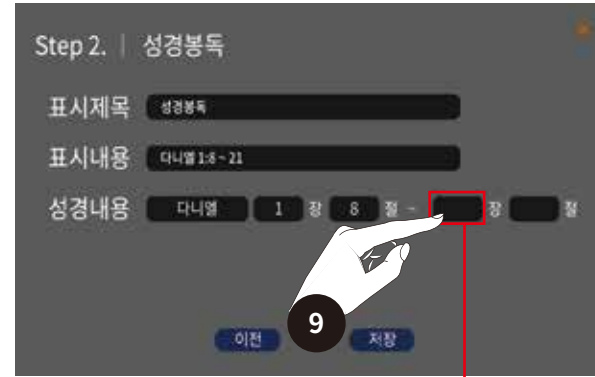 Step 2. | 성경봉독
표시제목 성경봉독
표시내용 다니엘 1:8 ~ 21
성경내용 다니엘 1 장 8 절 ~ 장 절
이전 9 저장